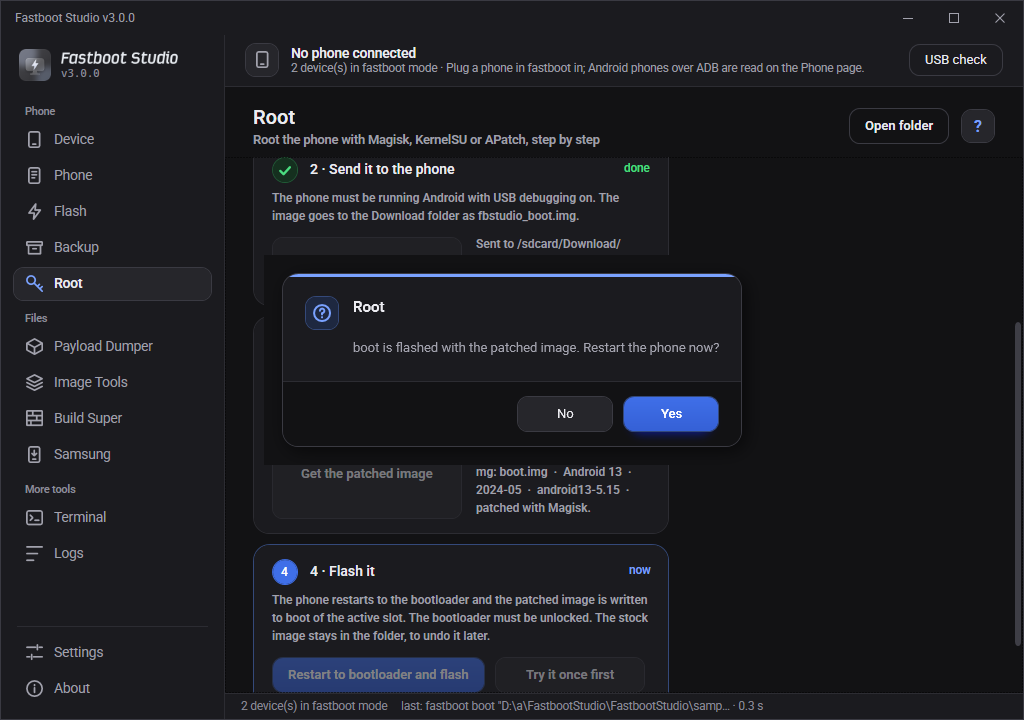 Fastboot Studio v3.0.0
Fastboot Studio
v3.0.0
Phone
Device
Phone
Flash
Backup
Root
Files
Payload Dumper
Image Tools
Build Super
Samsung
More tools
Terminal
Logs
Settings
About
No phone connected
2 device(s) in fastboot mode · Plug a phone in fastboot in; Android phones over ADB are read on the Phone page.
USB check
Root
Root the phone with Magisk, KernelSU or APatch, step by step
Open folder
?
2 · Send it to the phone
done
The phone must be running Android with USB debugging on. The
image goes to the Download folder as fbstudio_boot.img.
Sent to /sdcard/Download/
Root
boot is flashed with the patched image. Restart the phone now?
No
Yes
Get the patched image
mg: boot.img · Android 13 ·
2024-05 · android13-5.15 ·
patched with Magisk.
4
4 · Flash it
now
The phone restarts to the bootloader and the patched image is written
to boot of the active slot. The bootloader must be unlocked. The stock
image stays in the folder, to undo it later.
Restart to bootloader and flash
Try it once first
2 device(s) in fastboot mode
last: fastboot boot "D:\a\FastbootStudio\FastbootStudio\samp... · 0.3 s